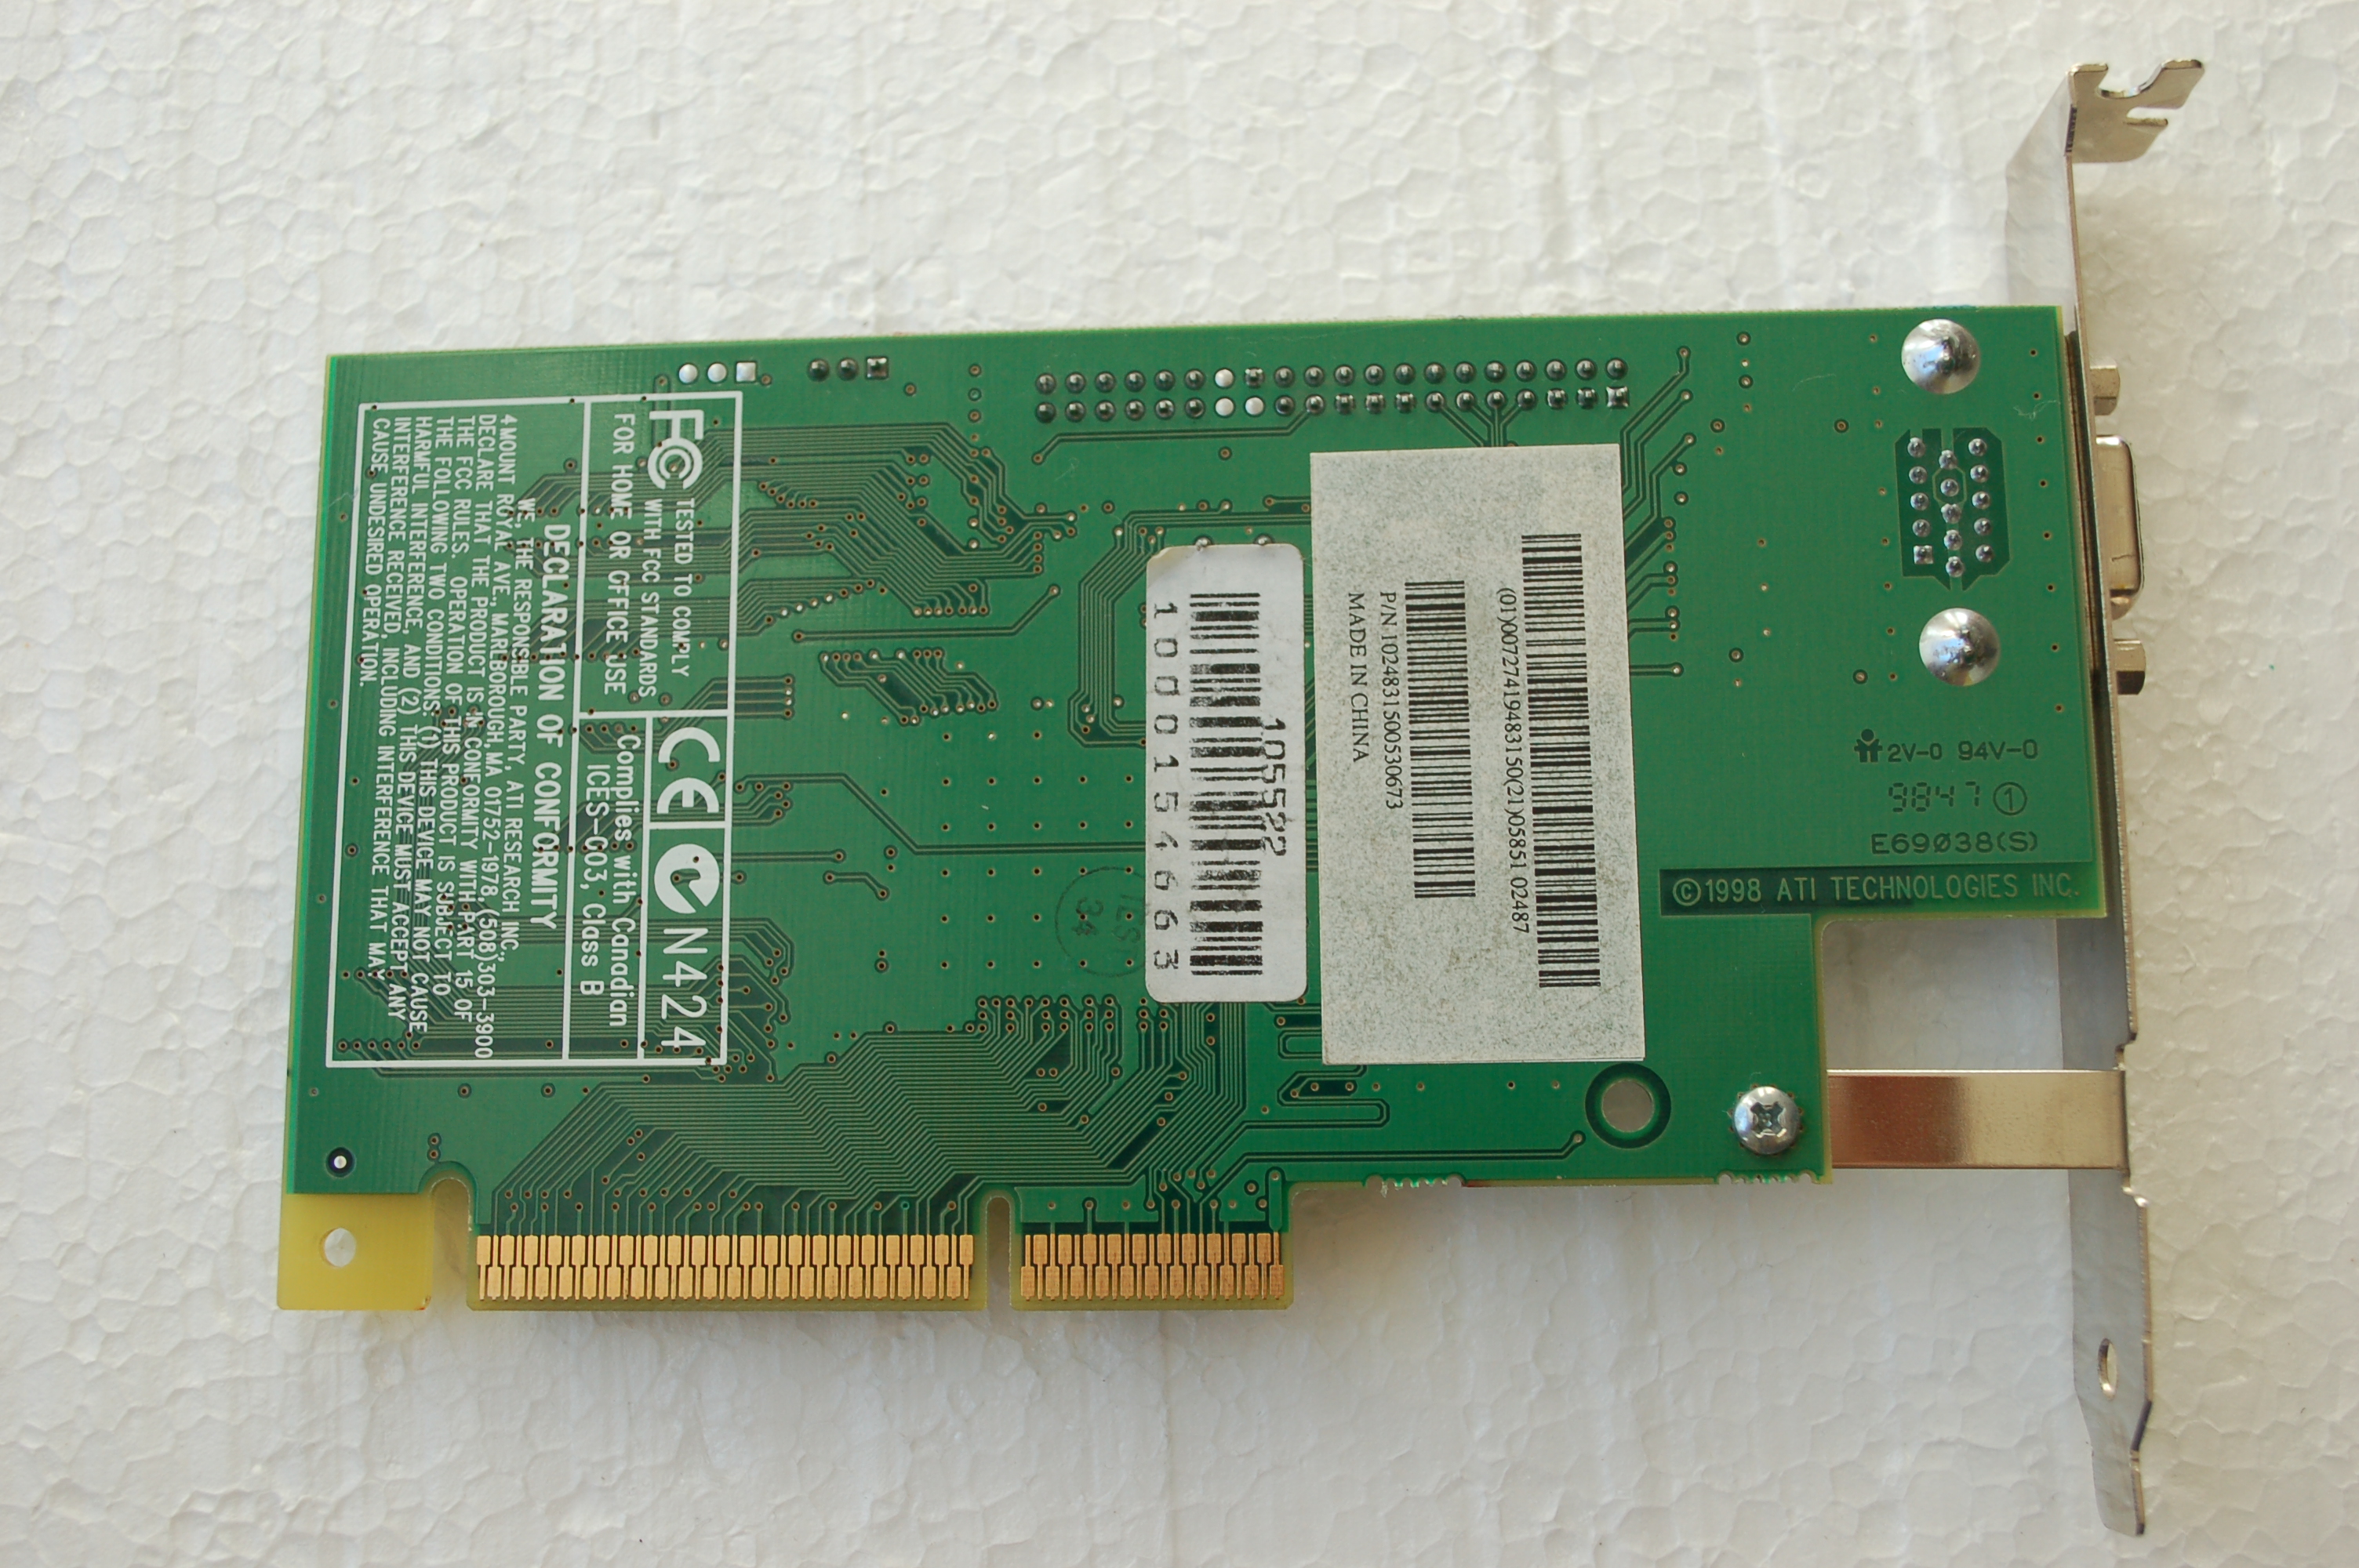 FC TESTED TO COMPLY
WITH FCC STANDARDS
FOR HOME OR OFFICE USE
CE
N424
Complies with Canadian
ICES-003, Class B
DECLARATION OF CONFORMITY
WE, THE RESPONSIBLE PARTY, ATI RESEARCH INC.,
4 MOUNT ROYAL AVE., MARLBOROUGH, MA 01752-1978 (508)303-3900
DECLARE THAT THE PRODUCT IS IN CONFORMITY WITH PART 15 OF
THE FCC RULES. OPERATION OF THIS PRODUCT IS SUBJECT TO
THE FOLLOWING TWO CONDITIONS: (1) THIS DEVICE MAY NOT CAUSE
HARMFUL INTERFERENCE, AND (2) THIS DEVICE MUST ACCEPT ANY
INTERFERENCE RECEIVED, INCLUDING INTERFERENCE THAT MAY
CAUSE UNDESIRED OPERATION.
105522
1000154663
(01)00727419483150(21)05851 02487
P/N 1024831500530673
MADE IN CHINA
2V-0 94V-0
9847 1
E69038(S)
©1998 ATI TECHNOLOGIES INC.
34